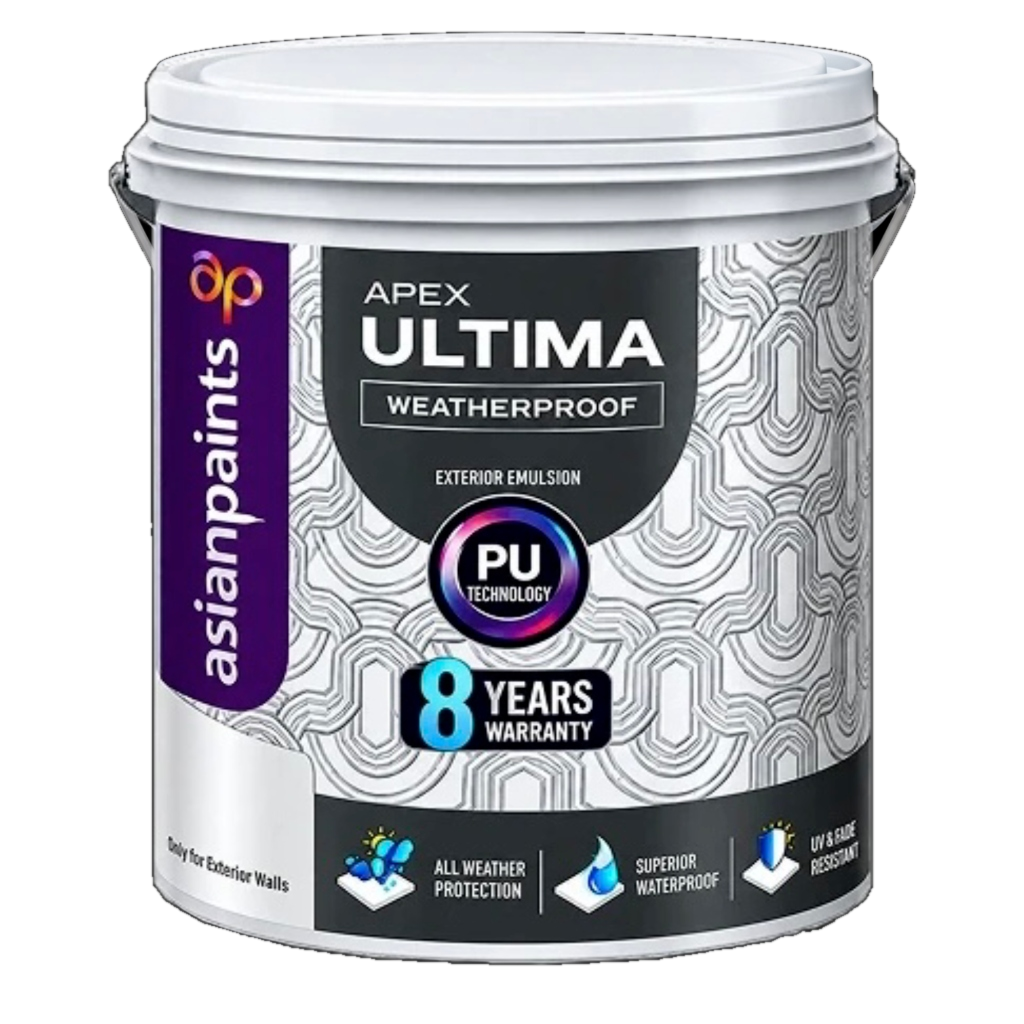 ap
asianpaints
APEX
ULTIMA
WEATHERPROOF
EXTERIOR EMULSION
PU
TECHNOLOGY
8 YEARS
WARRANTY
Only for Exterior Walls
ALL WEATHER
PROTECTION
SUPERIOR
WATERPROOF
UV & FADE
RESISTANT